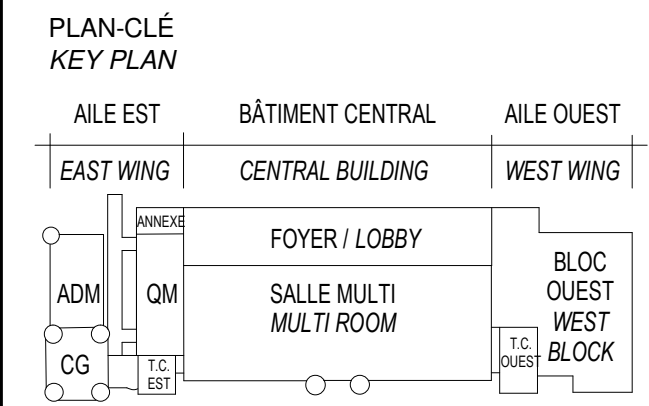 PLAN-CLÉ
KEY PLAN
AILE EST
BÂTIMENT CENTRAL
AILE OUEST
EAST WING
CENTRAL BUILDING
WEST WING
ANNEXE
FOYER / LOBBY
ADM
QM
SALLE MULTI
MULTI ROOM
BLOC
OUEST
WEST
BLOCK
CG
T.C.
EST
T.C.
OUEST